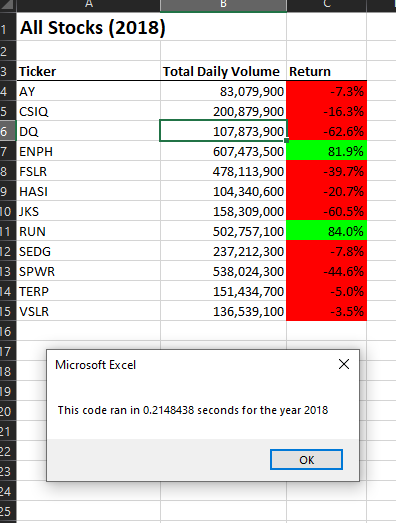 A B C
1 All Stocks (2018)
2
3 Ticker Total Daily Volume Return
4 AY 83,079,900 -7.3%
5 CSIQ 200,879,900 -16.3%
6 DQ 107,873,900 -62.6%
7 ENPH 607,473,500 81.9%
8 FSLR 478,113,900 -39.7%
9 HASI 104,340,600 -20.7%
10 JKS 158,309,000 -60.5%
11 RUN 502,757,100 84.0%
12 SEDG 237,212,300 -7.8%
13 SPWR 538,024,300 -44.6%
14 TERP 151,434,700 -5.0%
15 VSLR 136,539,100 -3.5%
16
17
18 Microsoft Excel
19
20 This code ran in 0.2148438 seconds for the year 2018
21
22 OK
23
24
25